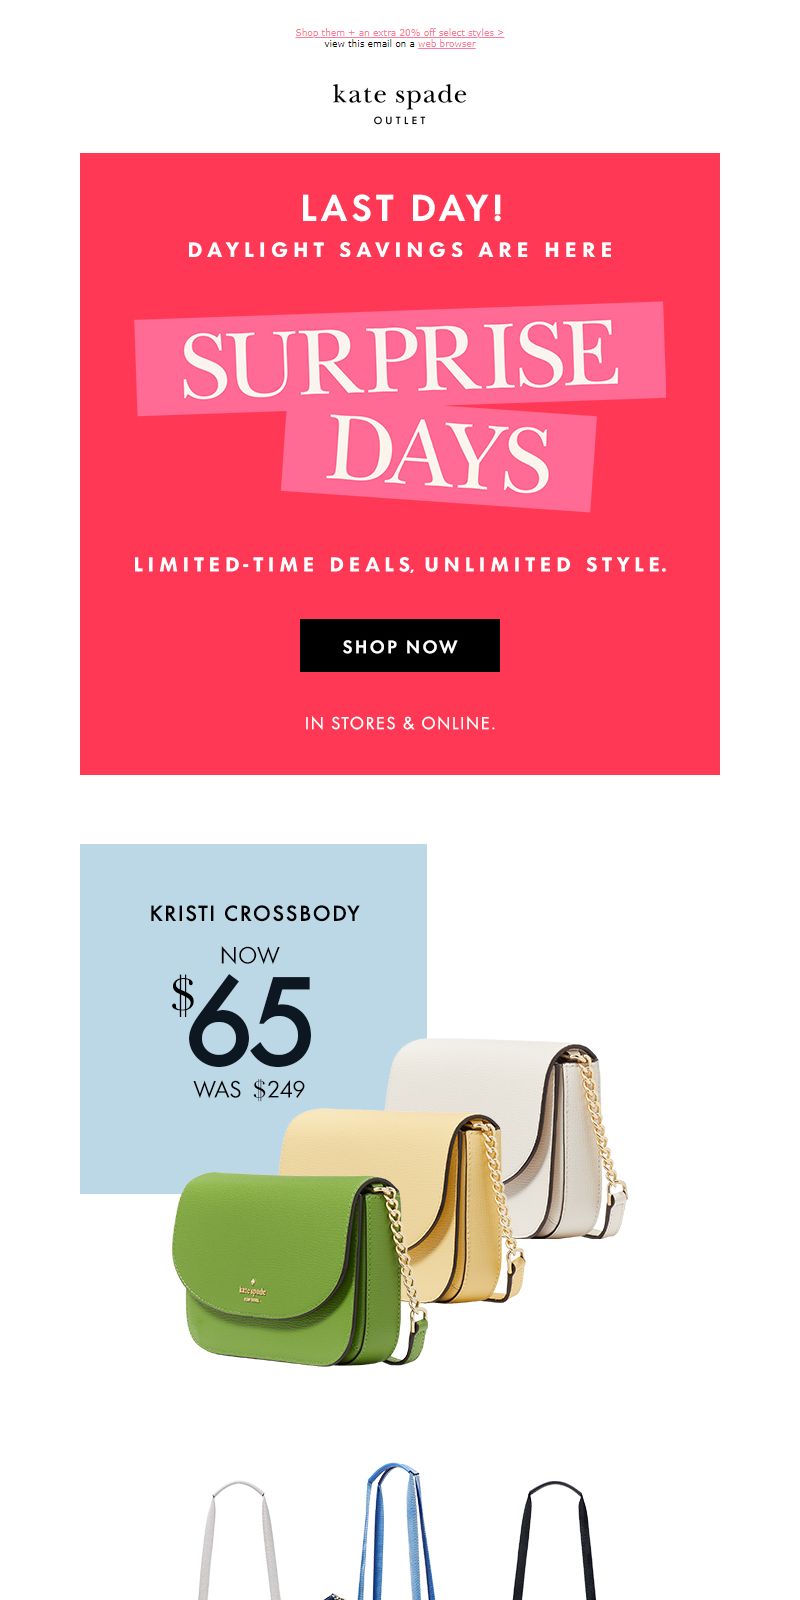 Shop them + an extra 20% off select styles >
view this email on a web browser
kate spade
OUTLET
LAST DAY!
DAYLIGHT SAVINGS ARE HERE
SURPRISE
DAYS
LIMITED-TIME DEALS, UNLIMITED STYLE.
SHOP NOW
IN STORES & ONLINE.
KRISTI CROSSBODY
NOW
$65
WAS $249
kate spade